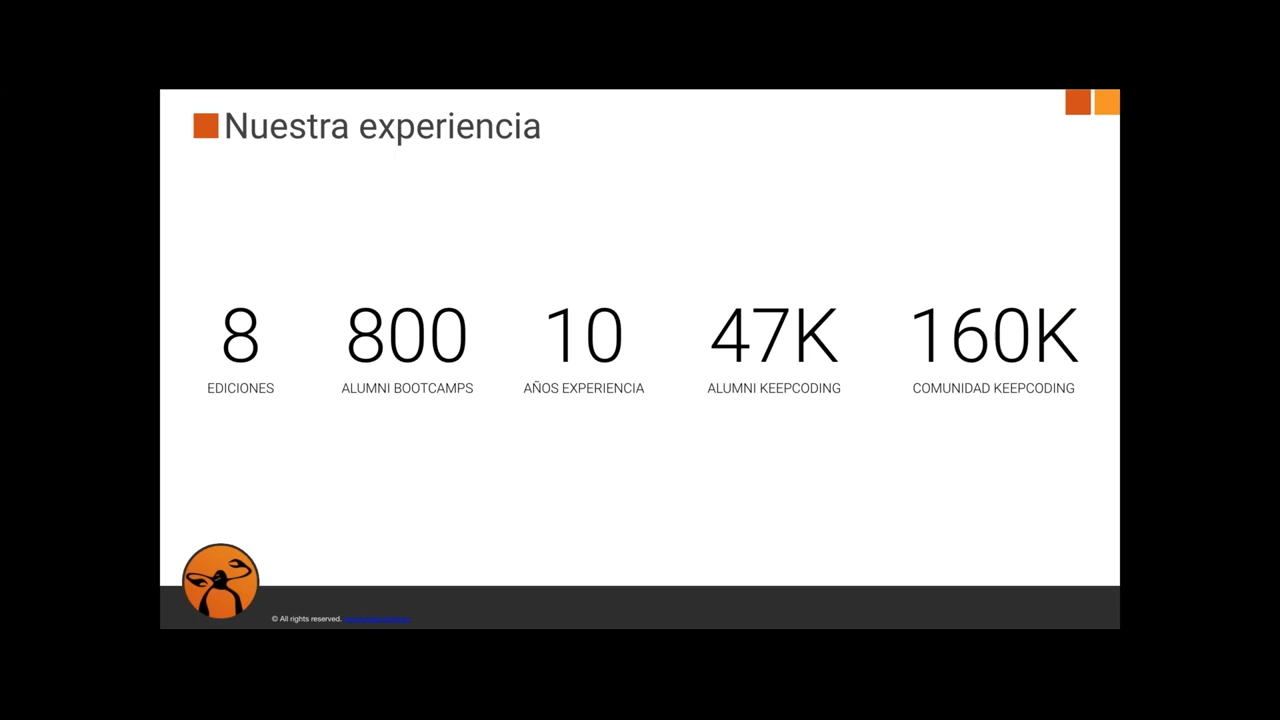 Nuestra experiencia
8
800
10
47K
160K
EDICIONES
ALUMNI BOOTCAMPS
AÑOS EXPERIENCIA
ALUMNI KEEPCODING
COMUNIDAD KEEPCODING
© All rights reserved.